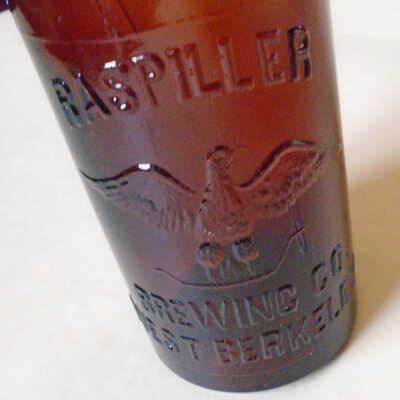 RASPILLER
BREWING CO.
WEST BERKELEY